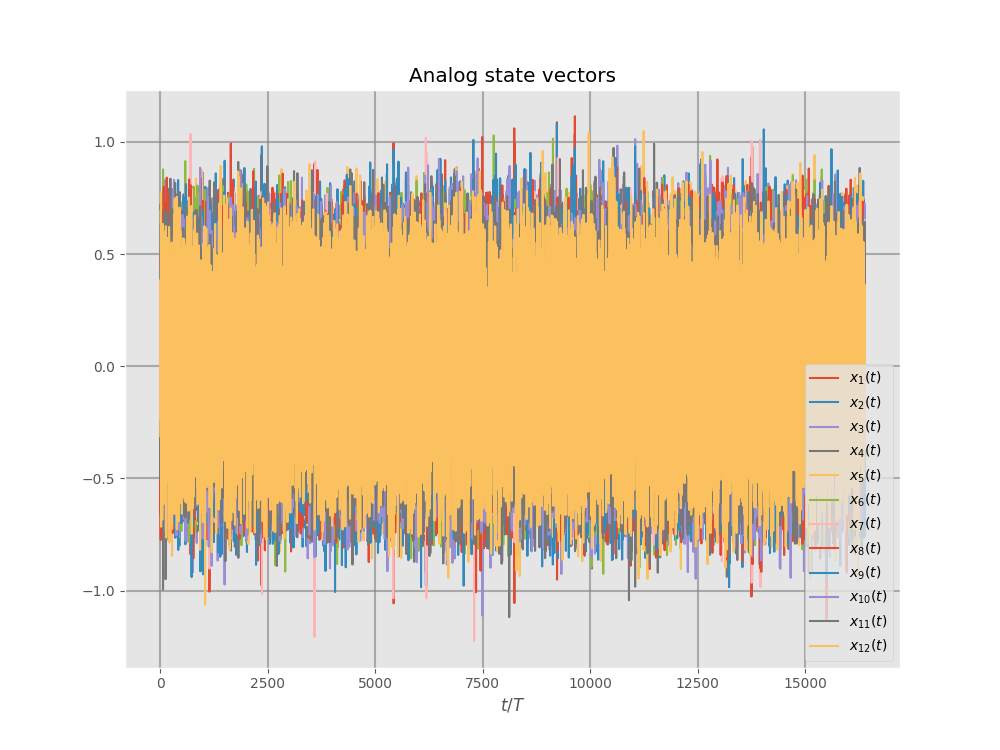 Analog state vectors
1.0
0.5
0.0
−0.5
−1.0
0 2500 5000 7500 10000 12500 15000
t/T
x₁(t)
x₂(t)
x₃(t)
x₄(t)
x₅(t)
x₆(t)
x₇(t)
x₈(t)
x₉(t)
x₁₀(t)
x₁₁(t)
x₁₂(t)